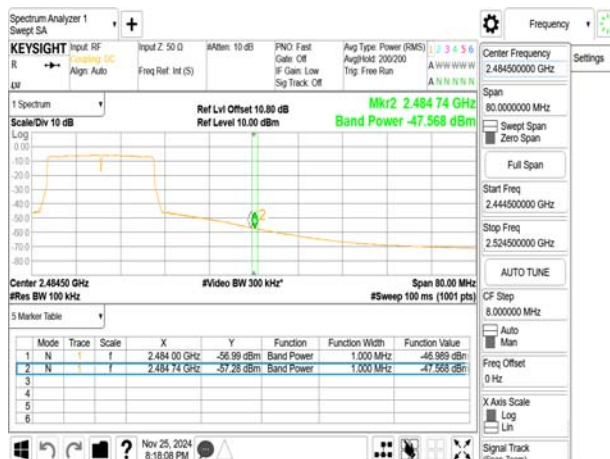 Spectrum Analyzer 1
Swept SA
Frequency
KEYSIGHT Input: RF Input Z: 50 Ω #Atten: 10 dB PNO: Fast Avg Type: Power (RMS) 1 2 3 4 5 6
R Coupling: DC Gate: Off Avg|Hold: 200/200 A W W W W W
Align: Auto Freq Ref: Int (S) IF Gain: Low Trig: Free Run
Sig Track: Off A N N N N N
1 Spectrum
Ref Lvl Offset 10.80 dB Mkr2 2.484 74 GHz
Scale/Div 10 dB Ref Level 10.00 dBm Band Power -47.568 dBm
Log
0.00
-10.0
-20.0
-30.0
-40.0
-50.0
-60.0
-70.0
-80.0
2
Center 2.48450 GHz #Video BW 300 kHz* Span 80.00 MHz
#Res BW 100 kHz #Sweep 100 ms (1001 pts)
5 Marker Table
Mode Trace Scale X Y Function Function Width Function Value
1 N 1 f 2.484 00 GHz -56.99 dBm Band Power 1.000 MHz -46.989 dBm
2 N 1 f 2.484 74 GHz -57.28 dBm Band Power 1.000 MHz -47.568 dBm
3
4
5
6
Nov 25, 2024
8:18:08 PM
Center Frequency
2.484500000 GHz
Settings
Span
80.0000000 MHz
Swept Span
Zero Span
Full Span
Start Freq
2.444500000 GHz
Stop Freq
2.524500000 GHz
AUTO TUNE
CF Step
8.000000 MHz
Auto
Man
Freq Offset
0 Hz
X Axis Scale
Log
Lin
Signal Track